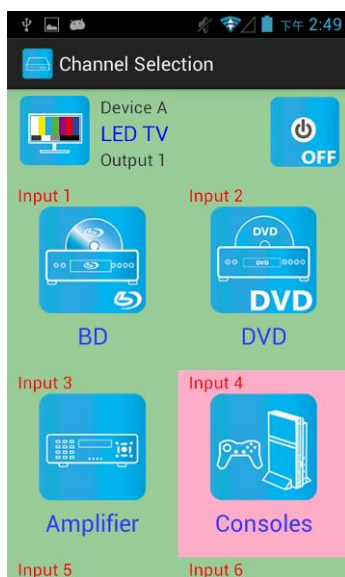 下午 2:49
Channel Selection
Device A
LED TV
Output 1
OFF
Input 1
Input 2
DVD
DVD
DVD
BD
DVD
Input 3
Input 4
Amplifier
Consoles
Input 5
Input 6